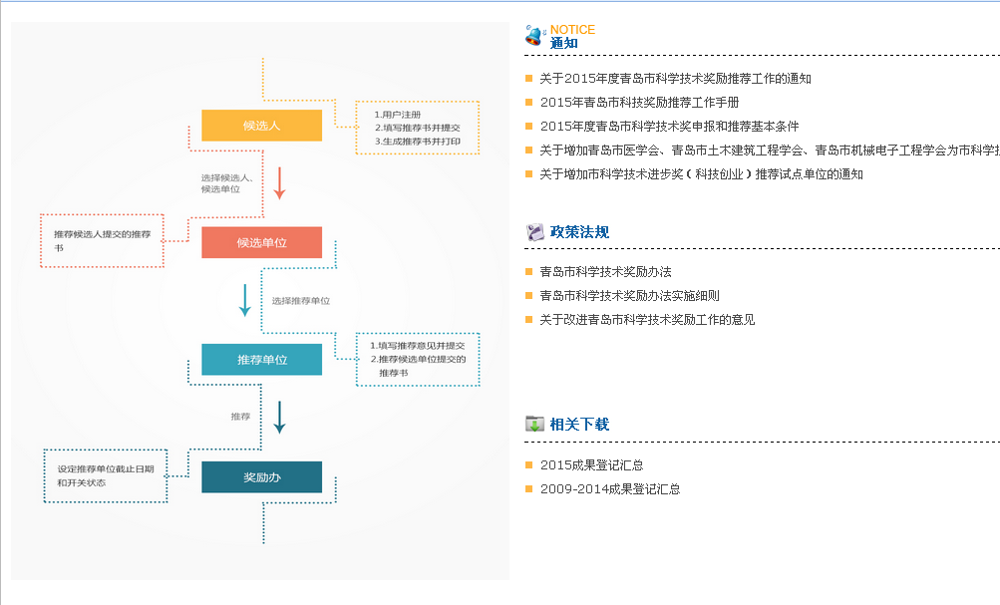 候选人
1.用户注册
2.填写推荐书并提交
3.生成推荐书并打印
选择候选人、
候选单位
推荐候选人提交的推荐
书
候选单位
选择推荐单位
推荐单位
1.填写推荐意见并提交
2.推荐候选单位提交的
推荐书
推荐
设定推荐单位截止日期
和开关状态
奖励办
NOTICE
通知
关于2015年度青岛市科学技术奖励推荐工作的通知
2015年青岛市科技奖励推荐工作手册
2015年度青岛市科学技术奖申报和推荐基本条件
关于增加青岛市医学会、青岛市土木建筑工程学会、青岛市机械电子工程学会为市科学
关于增加市科学技术进步奖（科技创业）推荐试点单位的通知
政策法规
青岛市科学技术奖励办法
青岛市科学技术奖励办法实施细则
关于改进青岛市科学技术奖励工作的意见
相关下载
2015成果登记汇总
2009-2014成果登记汇总